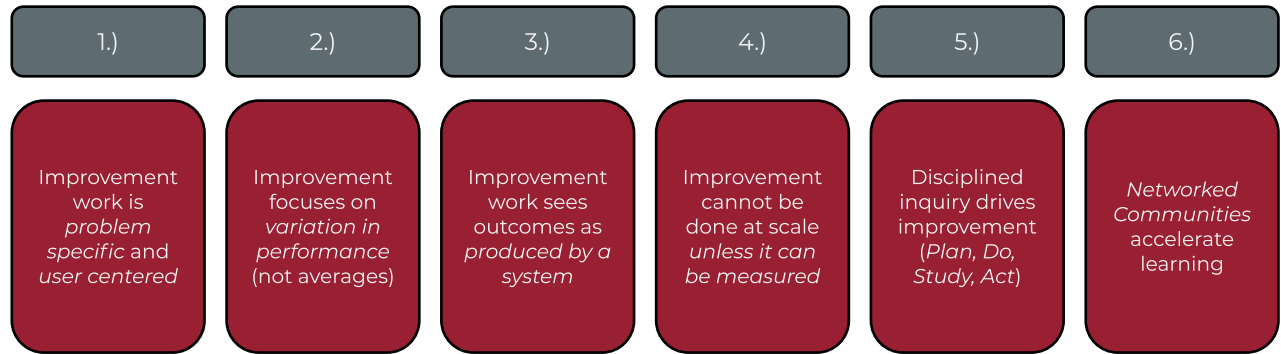 1.)
2.)
3.)
4.)
5.)
6.)
Improvement
work is
problem
specific and
user centered
Improvement
focuses on
variation in
performance
(not averages)
Improvement
work sees
outcomes as
produced by a
system
Improvement
cannot be
done at scale
unless it can
be measured
Disciplined
inquiry drives
improvement
(Plan, Do,
Study, Act)
Networked
Communities
accelerate
learning